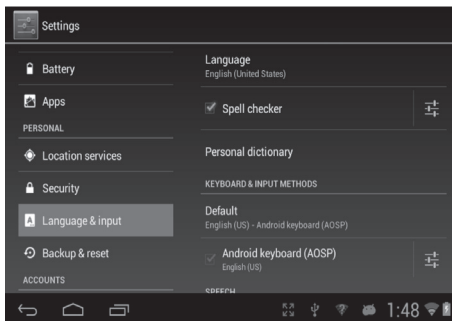 Settings
Battery
Apps
PERSONAL
Location services
Security
Language & input
Backup & reset
ACCOUNTS
Language
English (United States)
Spell checker
Personal dictionary
KEYBOARD & INPUT METHODS
Default
English (US) - Android keyboard (AOSP)
Android keyboard (AOSP)
English (US)
SPEECH
1:48